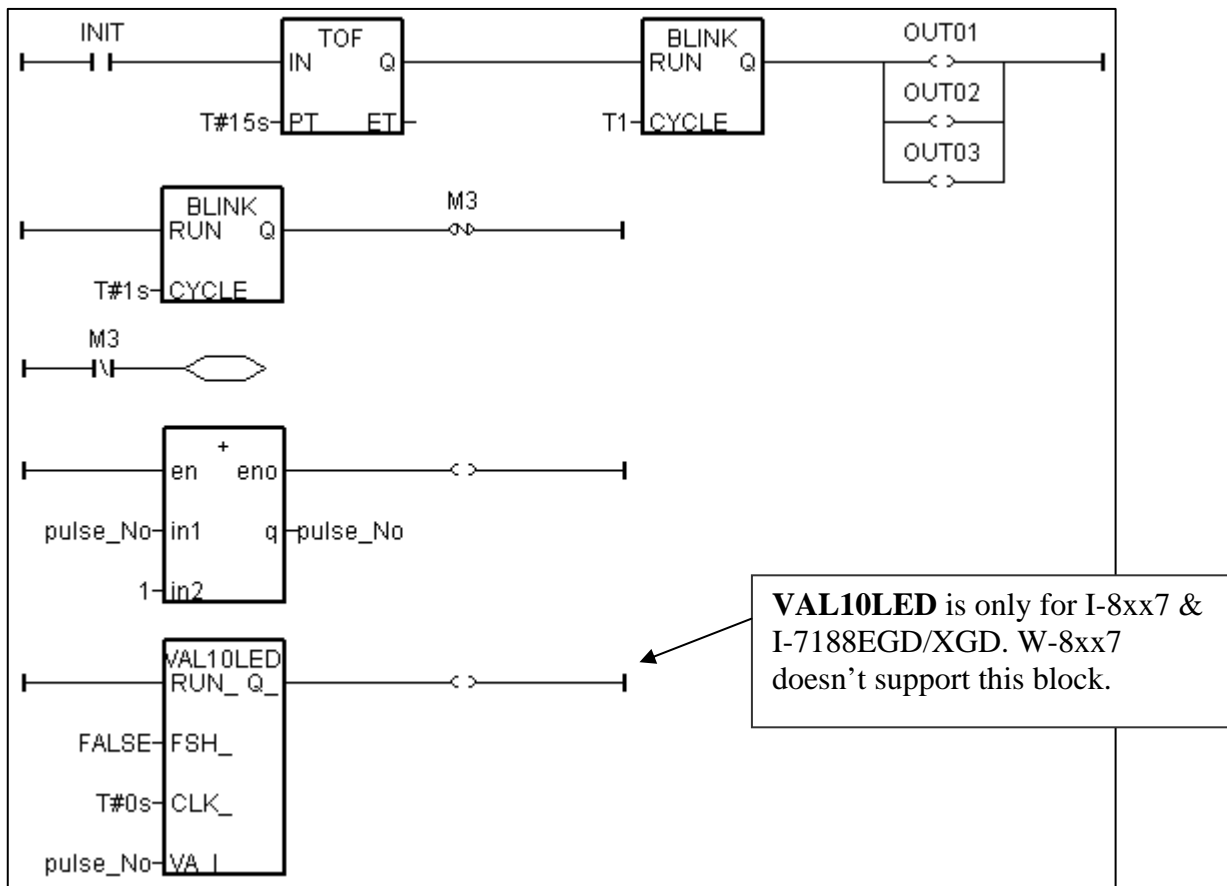 INIT
TOF
BLINK
OUT01
IN Q
RUN Q
OUT02
T#15s PT ET
T1 CYCLE
OUT03
BLINK
M3
RUN Q
T#1s CYCLE
M3
+
en eno
pulse_No in1 q pulse_No
1 in2
VAL10LED is only for I-8xx7 &
I-7188EGD/XGD. W-8xx7
doesn't support this block.
VAL10LED
RUN_ Q_
FALSE FSH_
T#0s CLK_
pulse_No VA_I